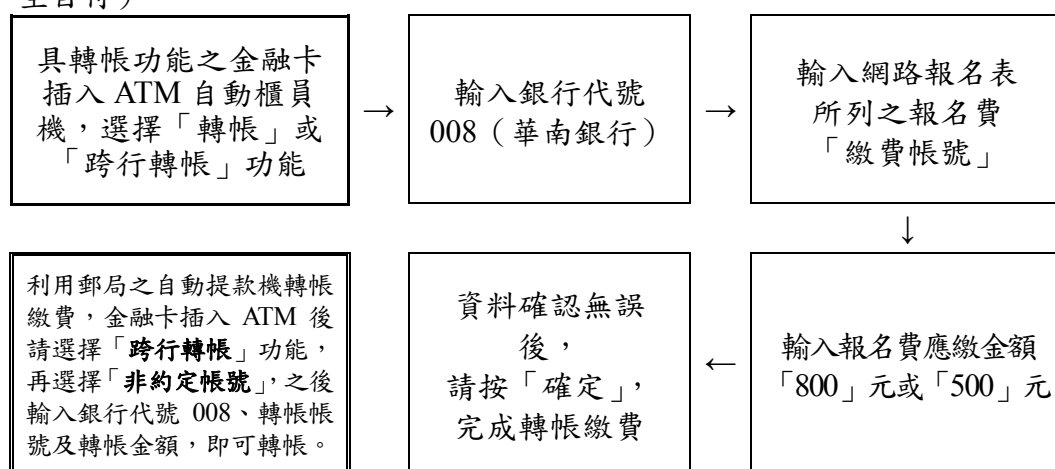 具轉帳功能之金融卡
插入 ATM 自動櫃員
機,選擇「轉帳」或
「跨行轉帳」功能
→
輸入銀行代號
008(華南銀行)
→
輸入網路報名表
所列之報名費
「繳費帳號」
↓
輸入報名費應繳金額
「800」元或「500」元
←
資料確認無誤
後,
請按「確定」,
完成轉帳繳費
利用郵局之自動提款機轉帳
繳費,金融卡插入 ATM 後
請選擇「跨行轉帳」功能,
再選擇「非約定帳號」,之後
輸入銀行代號 008、轉帳帳
號及轉帳金額,即可轉帳。